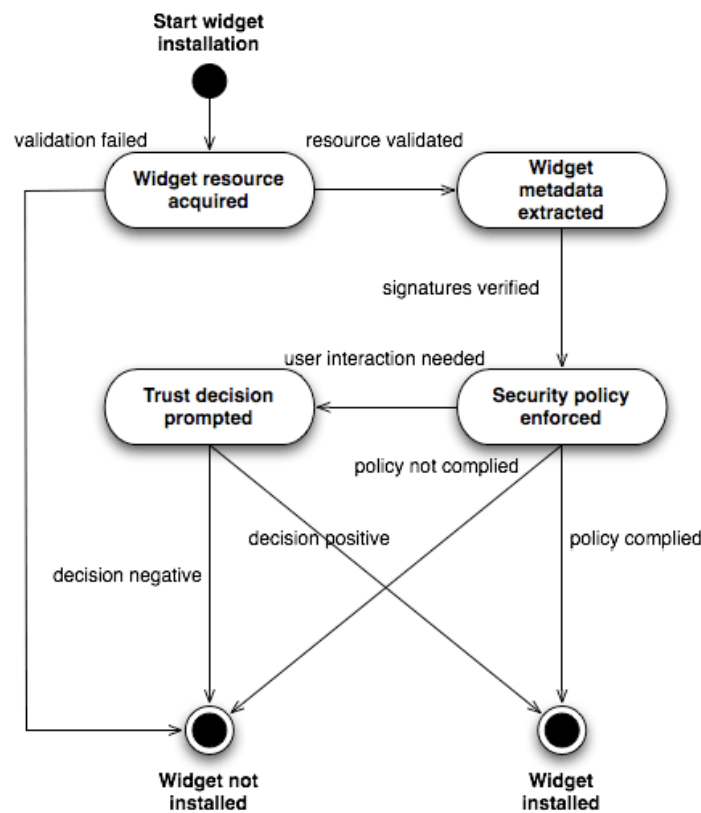 Start widget
installation
validation failed
resource validated
Widget resource
acquired
Widget
metadata
extracted
signatures verified
user interaction needed
Trust decision
prompted
Security policy
enforced
policy not complied
decision positive
policy complied
decision negative
Widget not
installed
Widget
installed